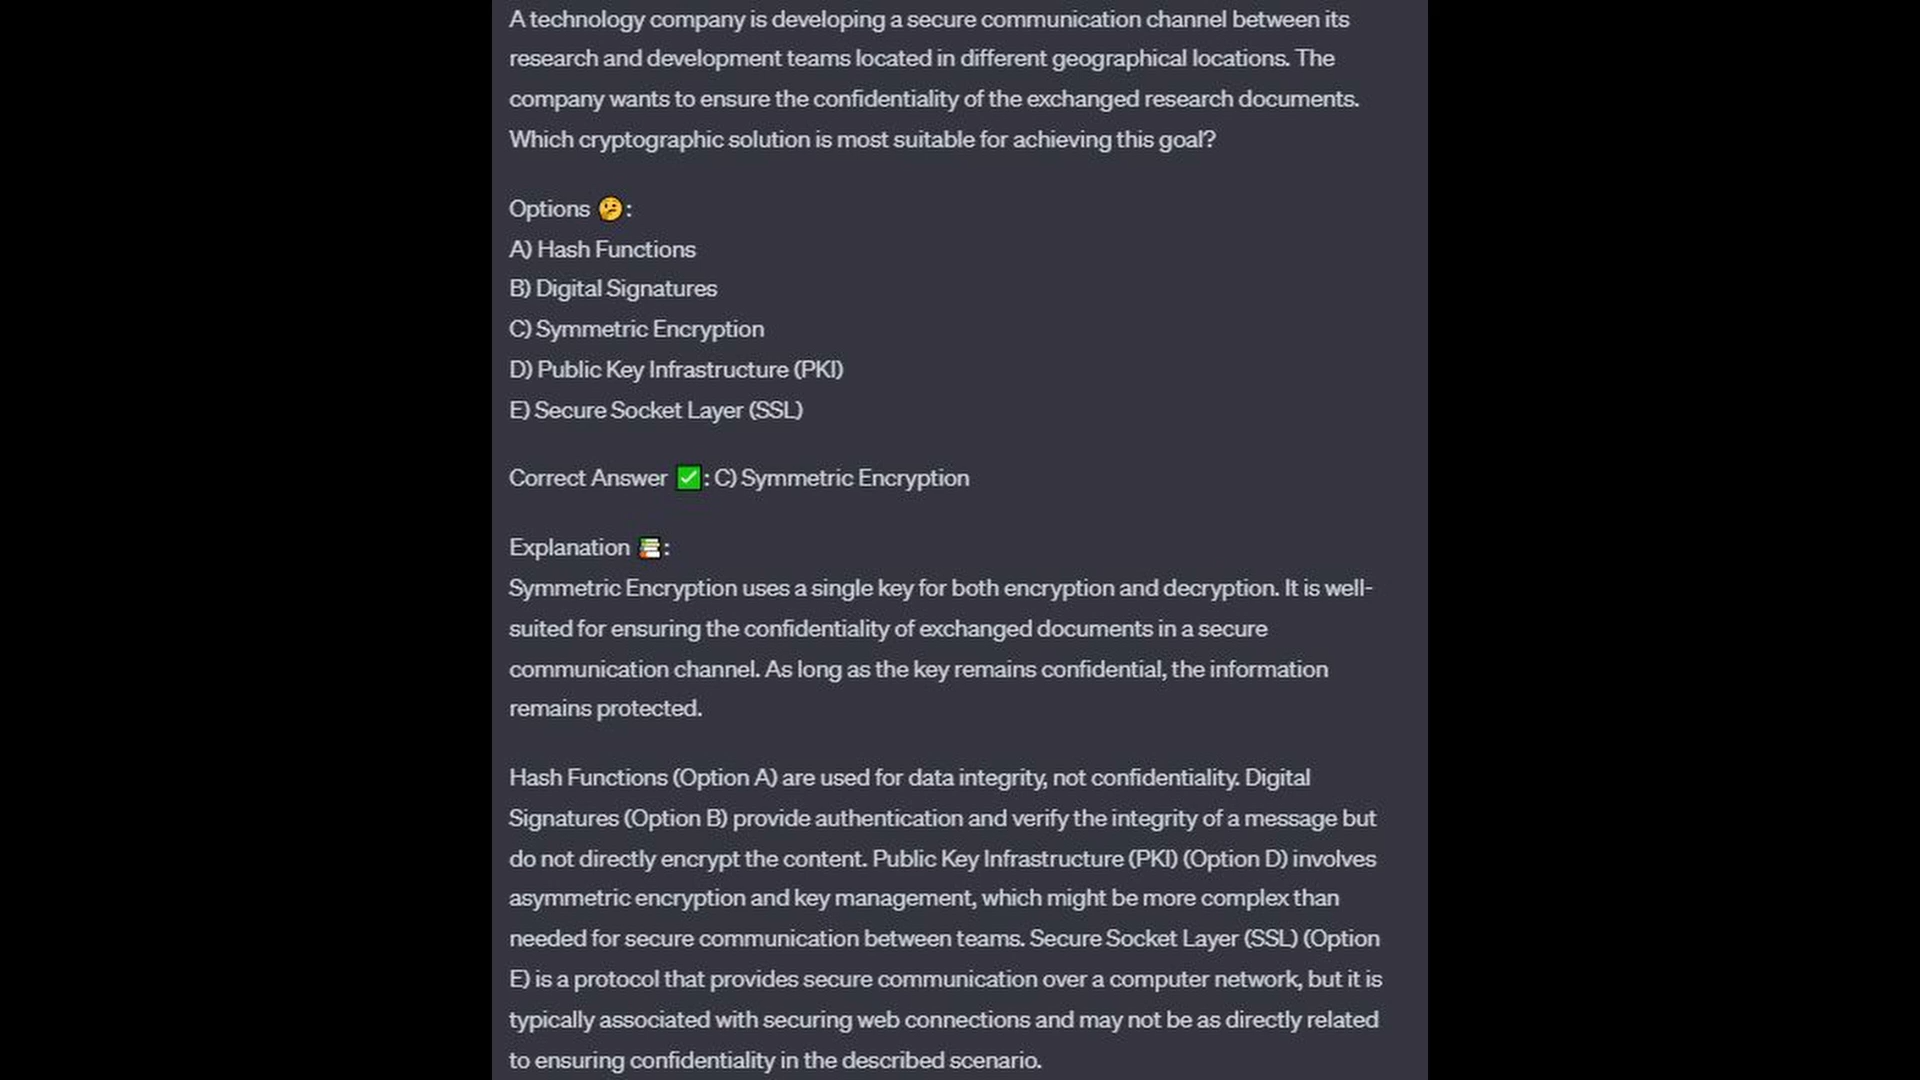 A technology company is developing a secure communication channel between its
research and development teams located in different geographical locations. The
company wants to ensure the confidentiality of the exchanged research documents.
Which cryptographic solution is most suitable for achieving this goal?
Options 🤔:
A) Hash Functions
B) Digital Signatures
C) Symmetric Encryption
D) Public Key Infrastructure (PKI)
E) Secure Socket Layer (SSL)
Correct Answer ✅: C) Symmetric Encryption
Explanation 📚:
Symmetric Encryption uses a single key for both encryption and decryption. It is well-
suited for ensuring the confidentiality of exchanged documents in a secure
communication channel. As long as the key remains confidential, the information
remains protected.
Hash Functions (Option A) are used for data integrity, not confidentiality. Digital
Signatures (Option B) provide authentication and verify the integrity of a message but
do not directly encrypt the content. Public Key Infrastructure (PKI) (Option D) involves
asymmetric encryption and key management, which might be more complex than
needed for secure communication between teams. Secure Socket Layer (SSL) (Option
E) is a protocol that provides secure communication over a computer network, but it is
typically associated with securing web connections and may not be as directly related
to ensuring confidentiality in the described scenario.